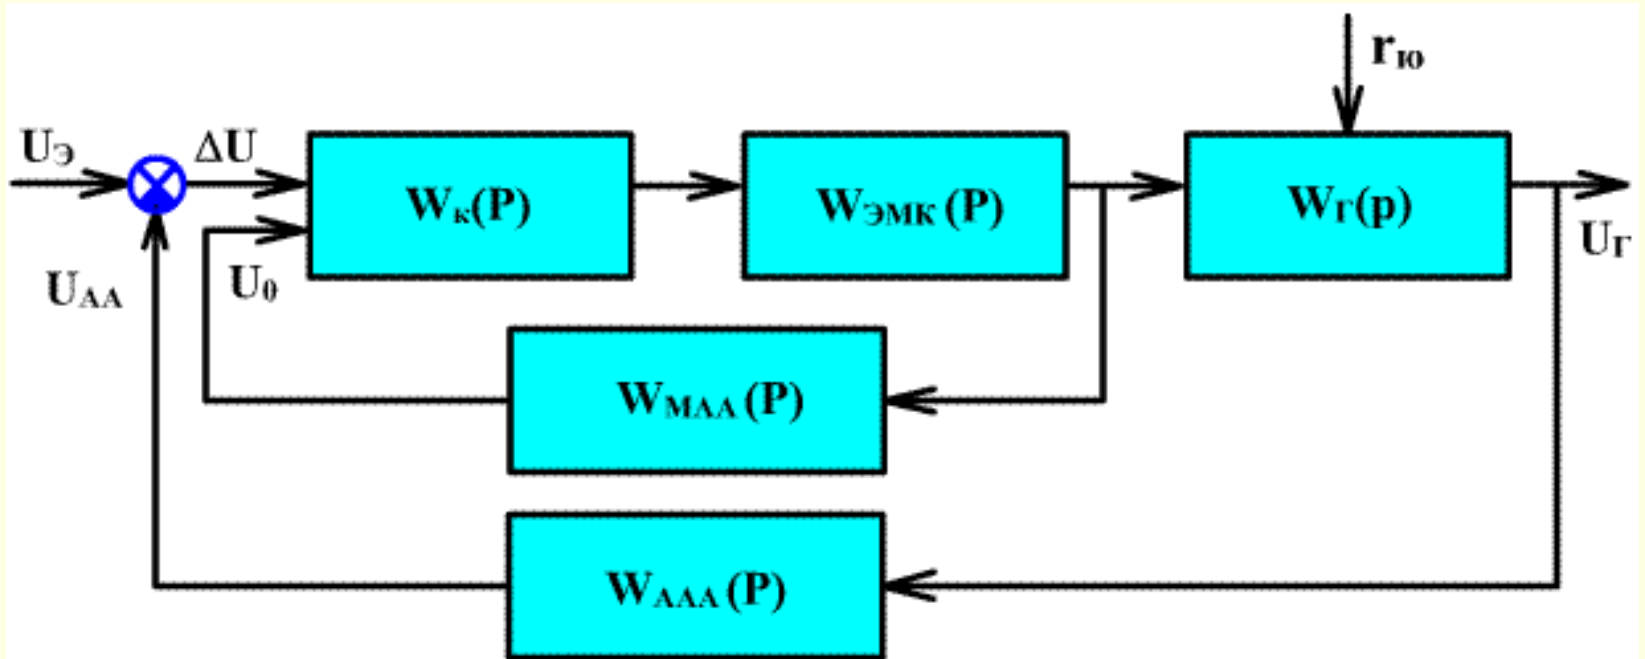 rю
Uэ
ΔU
Wк(P)
WЭМК (P)
WГ(p)
UГ
UАА
U0
WМАА (P)
WААА (P)